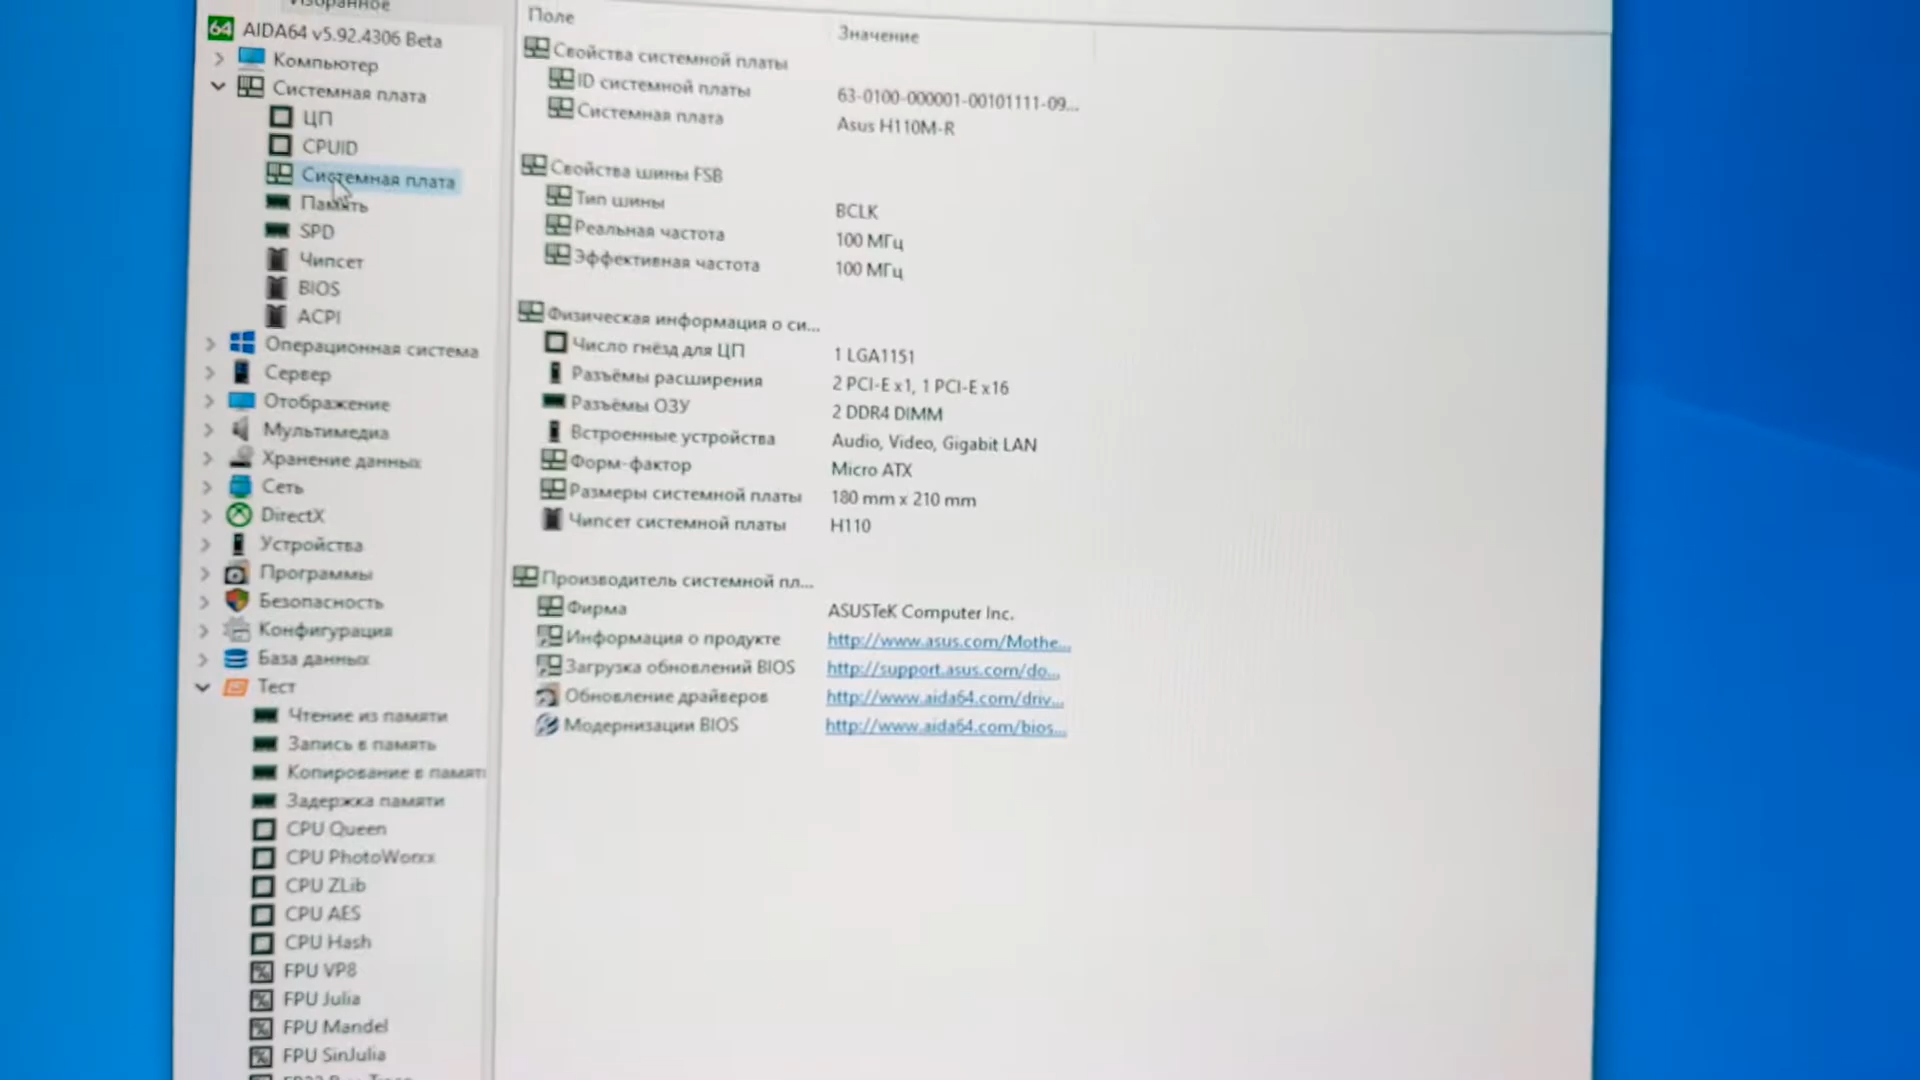 Избранное
AIDA64 v5.92.4306 Beta
Компьютер
Системная плата
ЦП
CPUID
Системная плата
Память
SPD
Чипсет
BIOS
ACPI
Операционная система
Сервер
Отображение
Мультимедиа
Хранение данных
Сеть
DirectX
Устройства
Программы
Безопасность
Конфигурация
База данных
Тест
Чтение из памяти
Запись в память
Копирование в памят
Задержка памяти
CPU Queen
CPU PhotoWorxx
CPU ZLib
CPU AES
CPU Hash
FPU VP8
FPU Julia
FPU Mandel
FPU SinJulia
Поле Значение
Свойства системной платы
ID системной платы 63-0100-000001-00101111-09...
Системная плата Asus H110M-R
Свойства шины FSB
Тип шины BCLK
Реальная частота 100 МГц
Эффективная частота 100 МГц
Физическая информация о си...
Число гнёзд для ЦП 1 LGA1151
Разъёмы расширения 2 PCI-E x1, 1 PCI-E x16
Разъёмы ОЗУ 2 DDR4 DIMM
Встроенные устройства Audio, Video, Gigabit LAN
Форм-фактор Micro ATX
Размеры системной платы 180 mm x 210 mm
Чипсет системной платы H110
Производитель системной пл...
Фирма ASUSTeK Computer Inc.
Информация о продукте http://www.asus.com/Mothe...
Загрузка обновлений BIOS http://support.asus.com/do...
Обновление драйверов http://www.aida64.com/driv...
Модернизации BIOS http://www.aida64.com/bios...